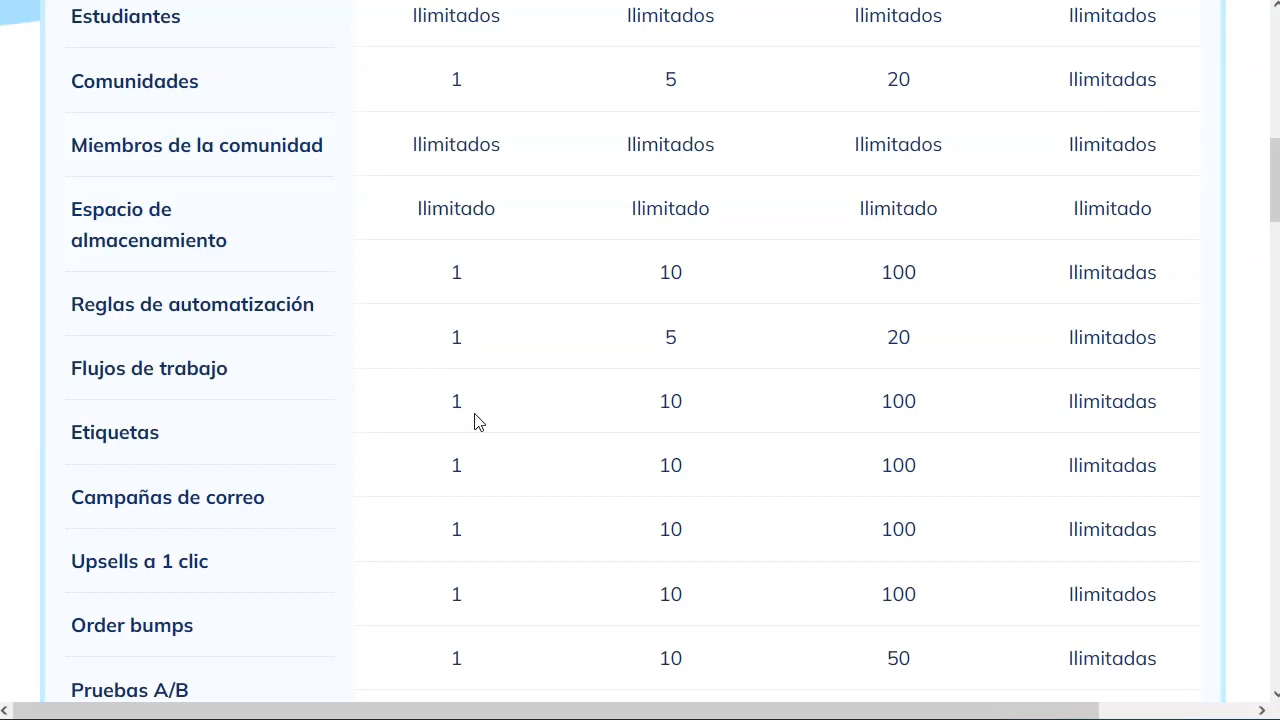 Estudiantes Ilimitados Ilimitados Ilimitados Ilimitados
Comunidades 1 5 20 Ilimitadas
Miembros de la comunidad Ilimitados Ilimitados Ilimitados Ilimitados
Espacio de Ilimitado Ilimitado Ilimitado Ilimitado
almacenamiento
1 10 100 Ilimitadas
Reglas de automatización
1 5 20 Ilimitados
Flujos de trabajo
1 10 100 Ilimitadas
Etiquetas
1 10 100 Ilimitadas
Campañas de correo
1 10 100 Ilimitadas
Upsells a 1 clic
1 10 100 Ilimitados
Order bumps
1 10 50 Ilimitadas
Pruebas A/B